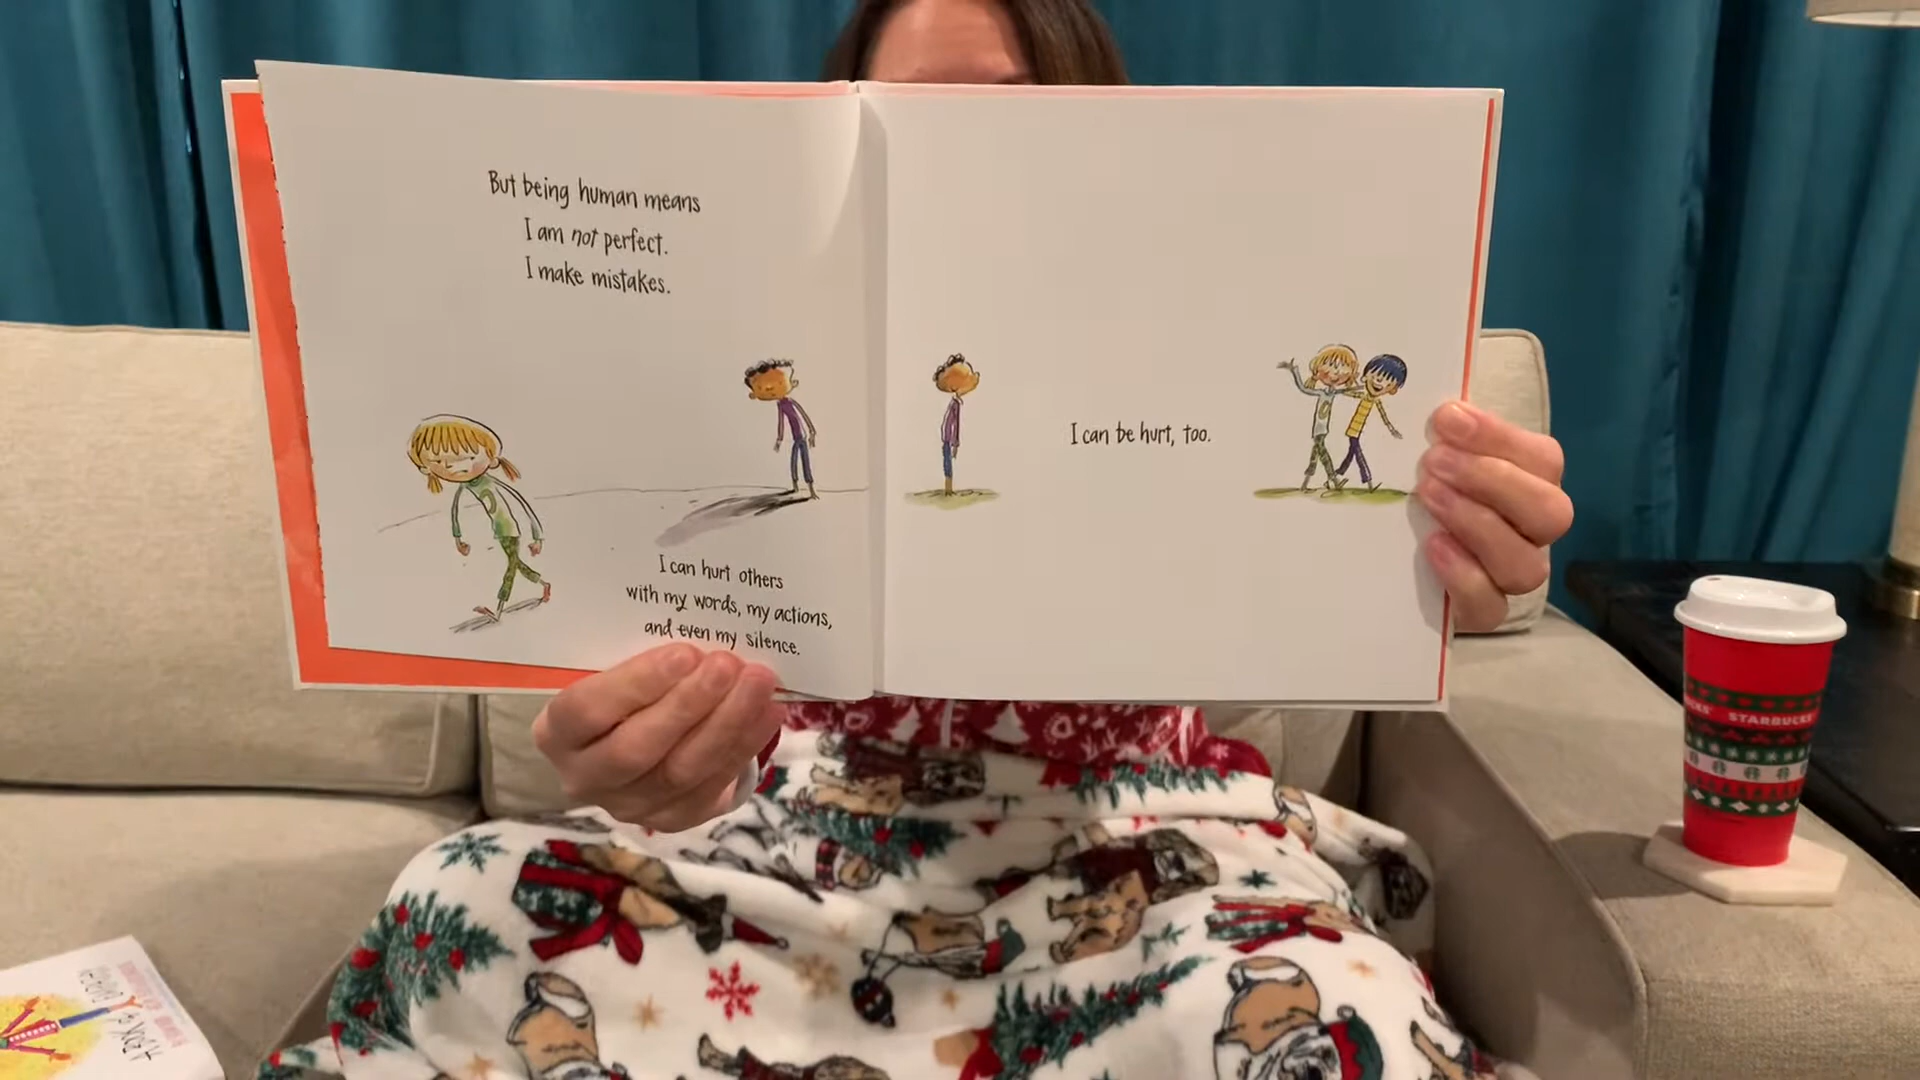 But being human means
I am not perfect.
I make mistakes.
I can hurt others
with my words, my actions,
and even my silence.
I can be hurt, too.
STARBUCKS